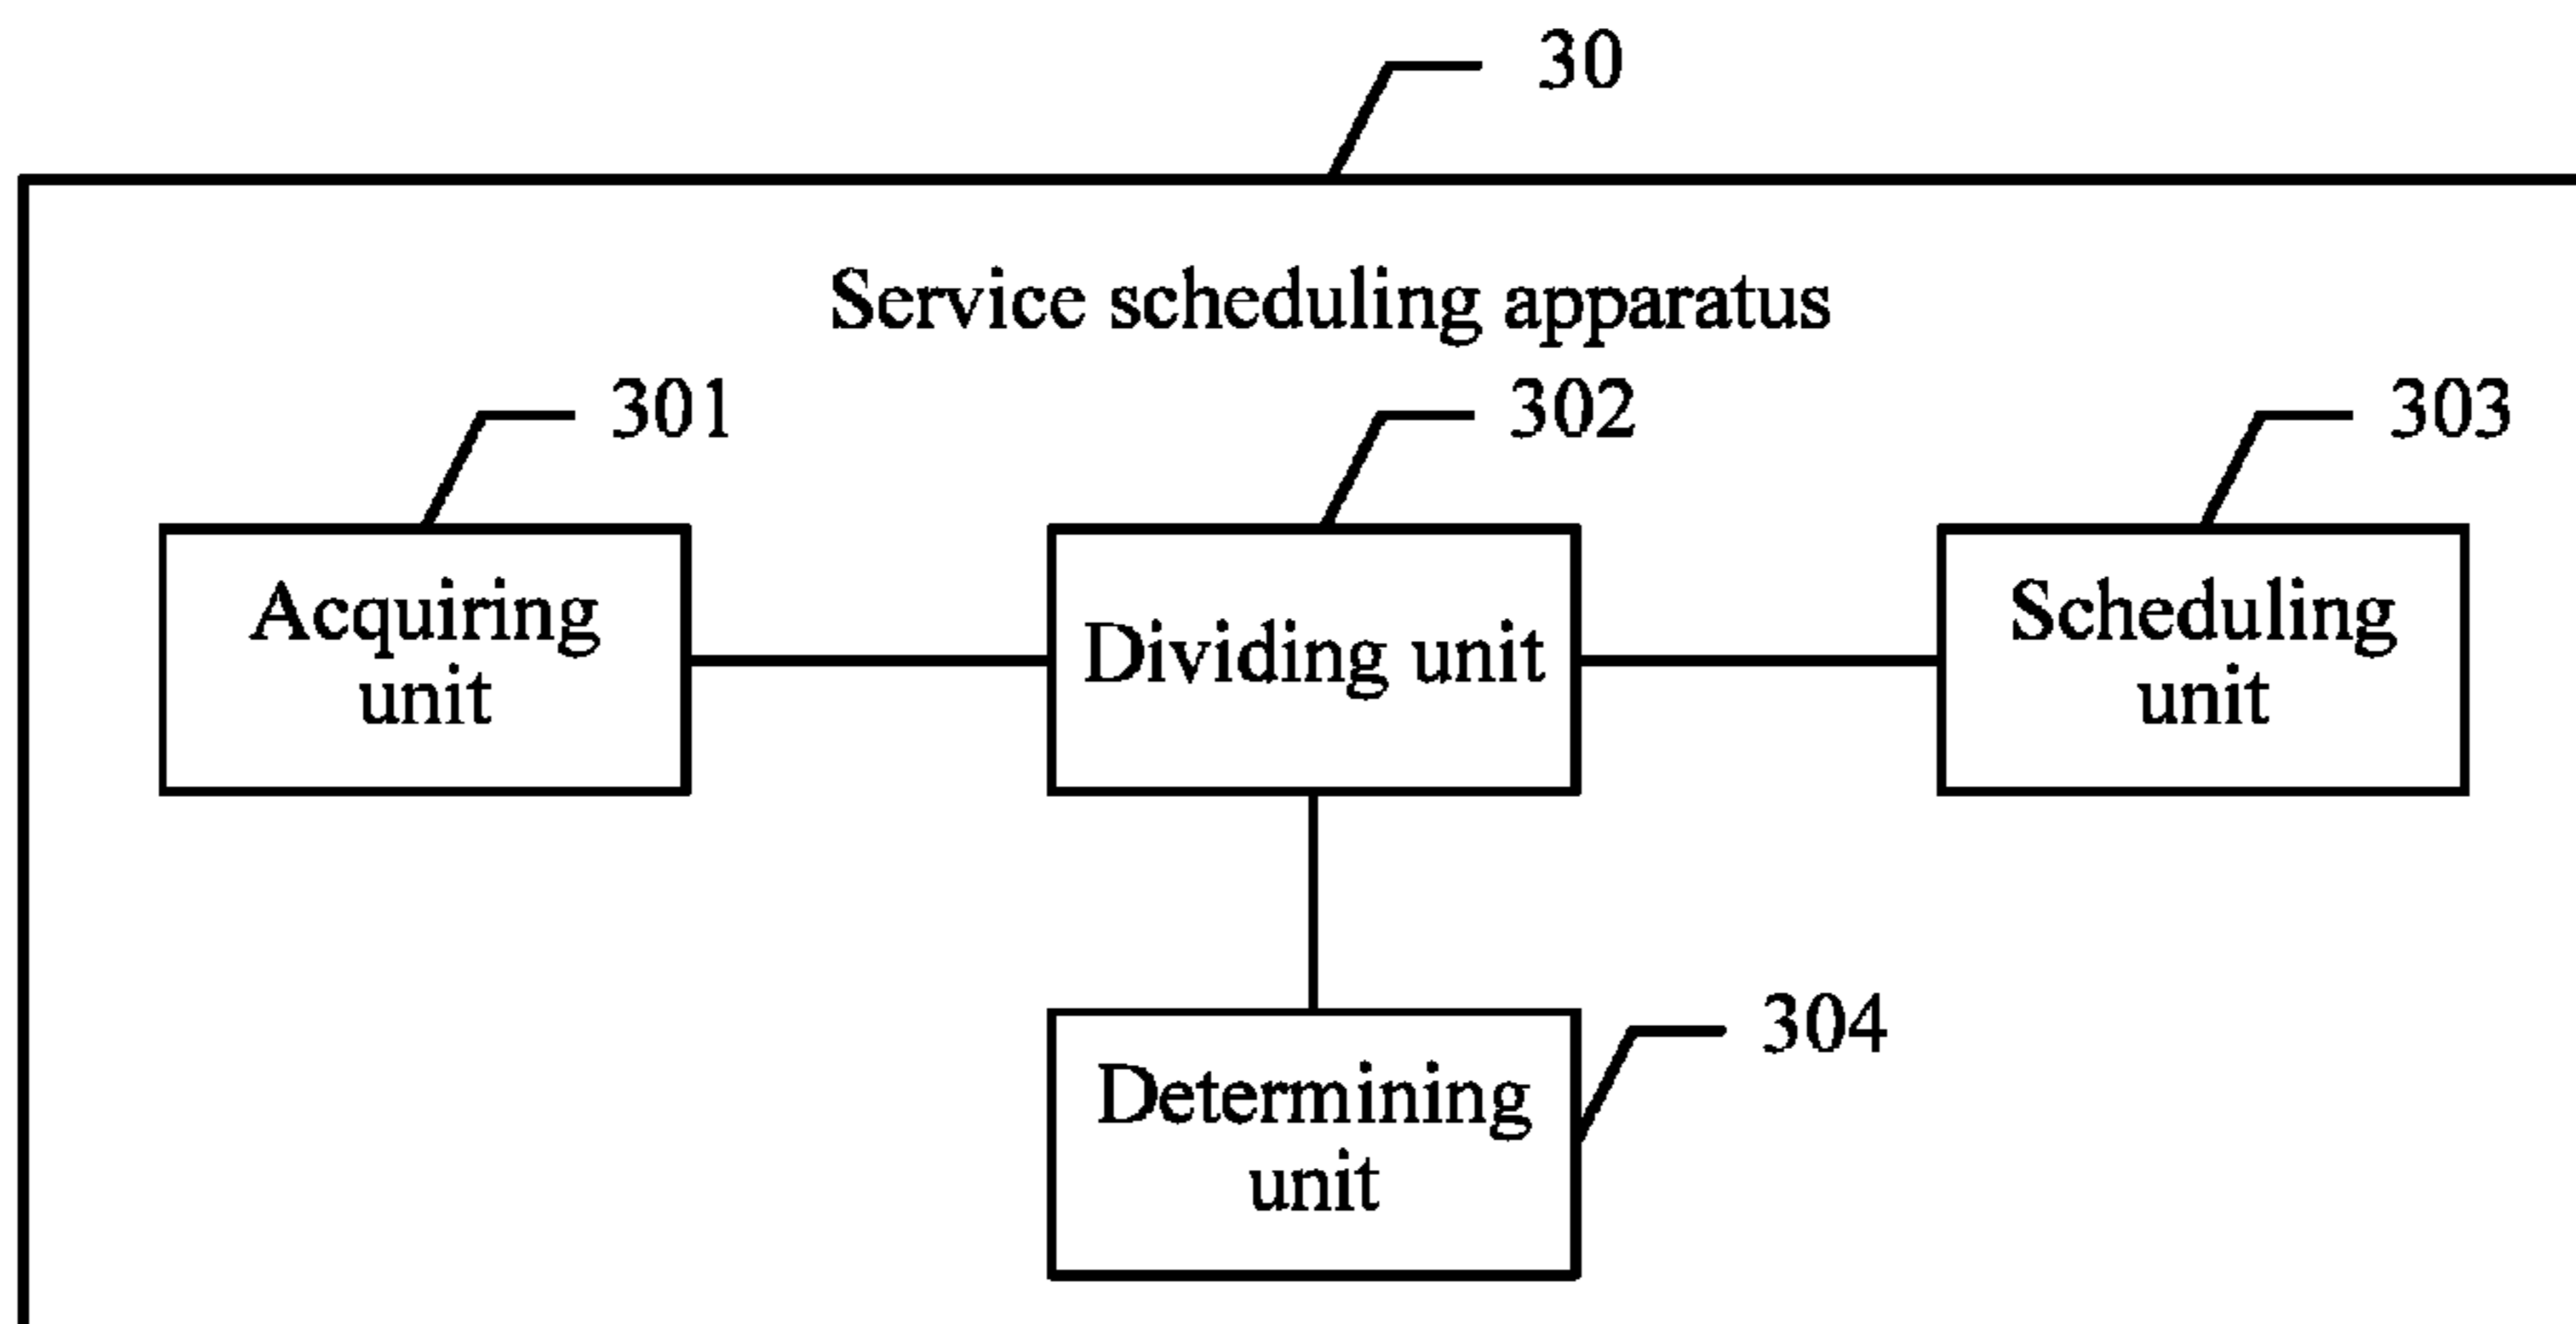 30
Service scheduling apparatus
301
302
303
Acquiring
unit
Dividing unit
Scheduling
unit
304
Determining
unit